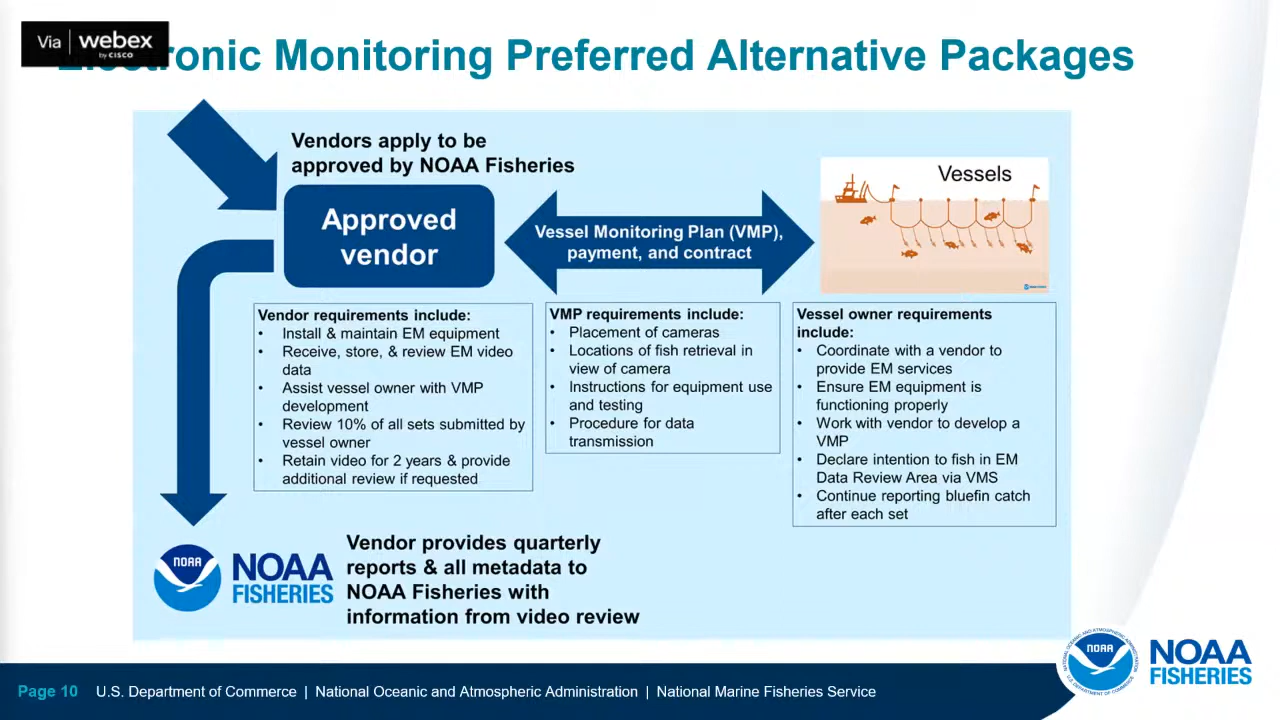 Via webex
by CISCO
Electronic Monitoring Preferred Alternative Packages
Vendors apply to be
approved by NOAA Fisheries
Approved
vendor
Vessel Monitoring Plan (VMP),
payment, and contract
Vessels
Vendor requirements include:
• Install & maintain EM equipment
• Receive, store, & review EM video
data
• Assist vessel owner with VMP
development
• Review 10% of all sets submitted by
vessel owner
• Retain video for 2 years & provide
additional review if requested
VMP requirements include:
• Placement of cameras
• Locations of fish retrieval in
view of camera
• Instructions for equipment use
and testing
• Procedure for data
transmission
Vessel owner requirements
include:
• Coordinate with a vendor to
provide EM services
• Ensure EM equipment is
functioning properly
• Work with vendor to develop a
VMP
• Declare intention to fish in EM
Data Review Area via VMS
• Continue reporting bluefin catch
after each set
NOAA
NOAA
FISHERIES
Vendor provides quarterly
reports & all metadata to
NOAA Fisheries with
information from video review
Page 10 U.S. Department of Commerce | National Oceanic and Atmospheric Administration | National Marine Fisheries Service
NATIONAL OCEANIC AND ATMOSPHERIC ADMINISTRATION
NOAA
U.S. DEPARTMENT OF COMMERCE
NOAA
FISHERIES